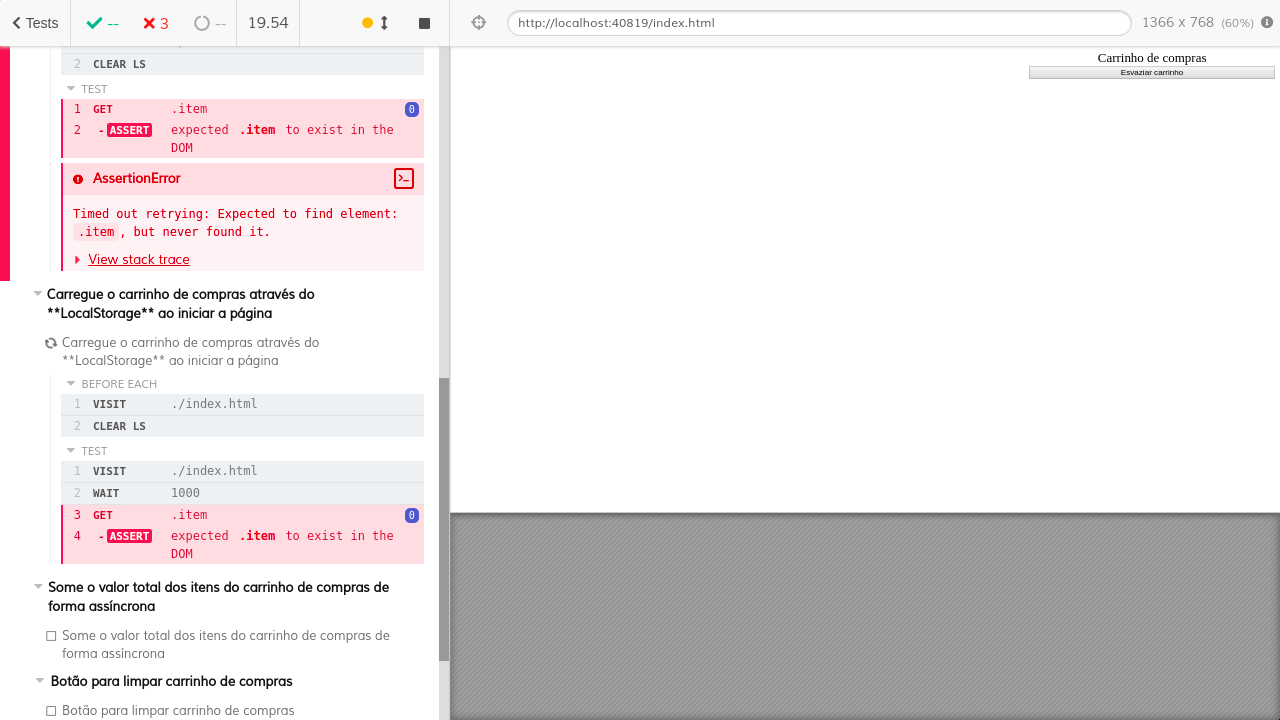 Tests
--
3
--
19.54
http://localhost:40819/index.html
1366 x 768 (60%)
2 CLEAR LS
TEST
1 GET .item 0
2 -ASSERT expected .item to exist in the
DOM
AssertionError
Timed out retrying: Expected to find element:
.item, but never found it.
View stack trace
Carregue o carrinho de compras através do
**LocalStorage** ao iniciar a página
Carregue o carrinho de compras através do
**LocalStorage** ao iniciar a página
BEFORE EACH
1 VISIT ./index.html
2 CLEAR LS
TEST
1 VISIT ./index.html
2 WAIT 1000
3 GET .item 0
4 -ASSERT expected .item to exist in the
DOM
Some o valor total dos itens do carrinho de compras de
forma assíncrona
Some o valor total dos itens do carrinho de compras de
forma assíncrona
Botão para limpar carrinho de compras
Botão para limpar carrinho de compras
Carrinho de compras
Esvaziar carrinho